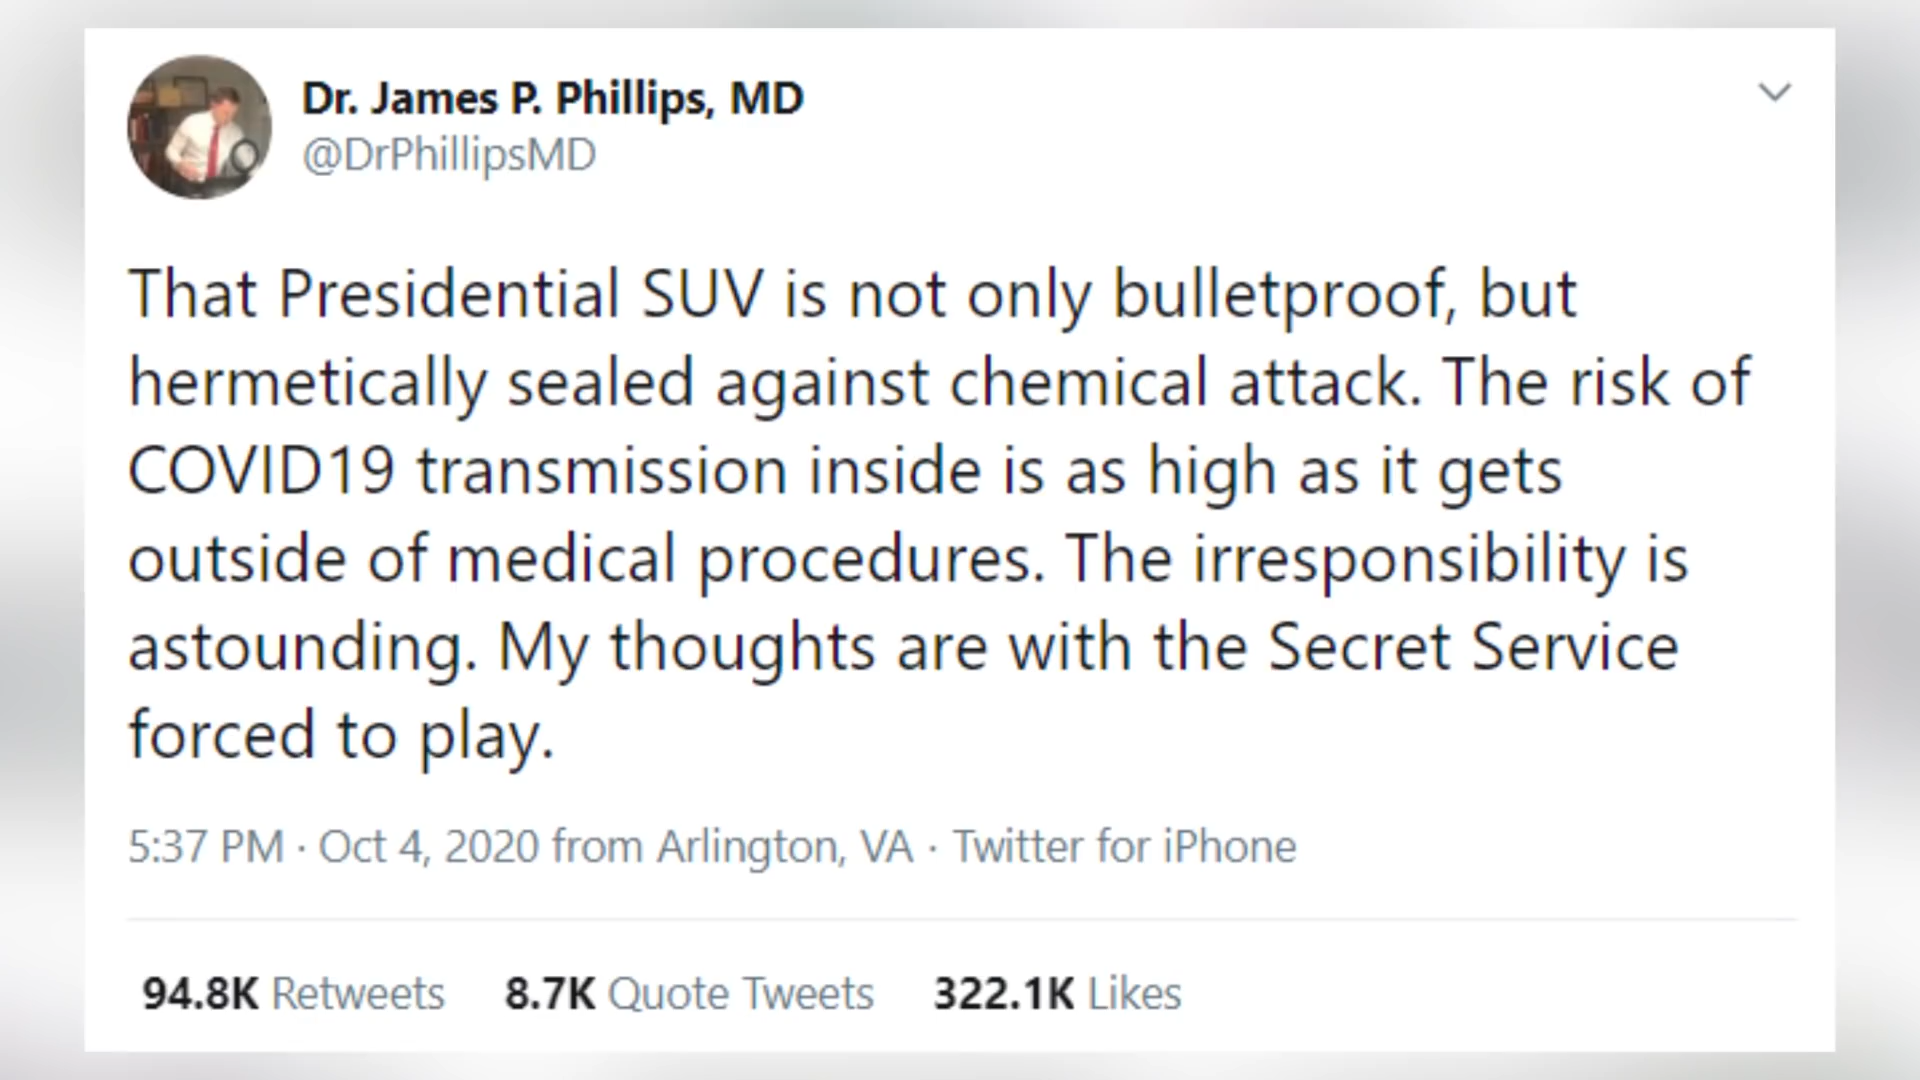 Dr. James P. Phillips, MD
@DrPhillipsMD
That Presidential SUV is not only bulletproof, but
hermetically sealed against chemical attack. The risk of
COVID19 transmission inside is as high as it gets
outside of medical procedures. The irresponsibility is
astounding. My thoughts are with the Secret Service
forced to play.
5:37 PM · Oct 4, 2020 from Arlington, VA · Twitter for iPhone
94.8K Retweets 8.7K Quote Tweets 322.1K Likes